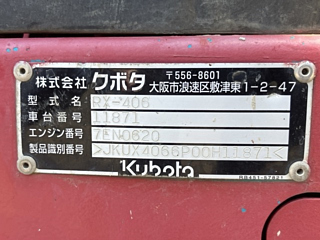 株式会社クボタ 〒556-8601
大阪市浪速区敷津東1-2-47
型式名 RX-406
車台番号 11871
エンジン番号 7EN0620
製品識別番号 >JKUX4066P00H11871<
Kubota